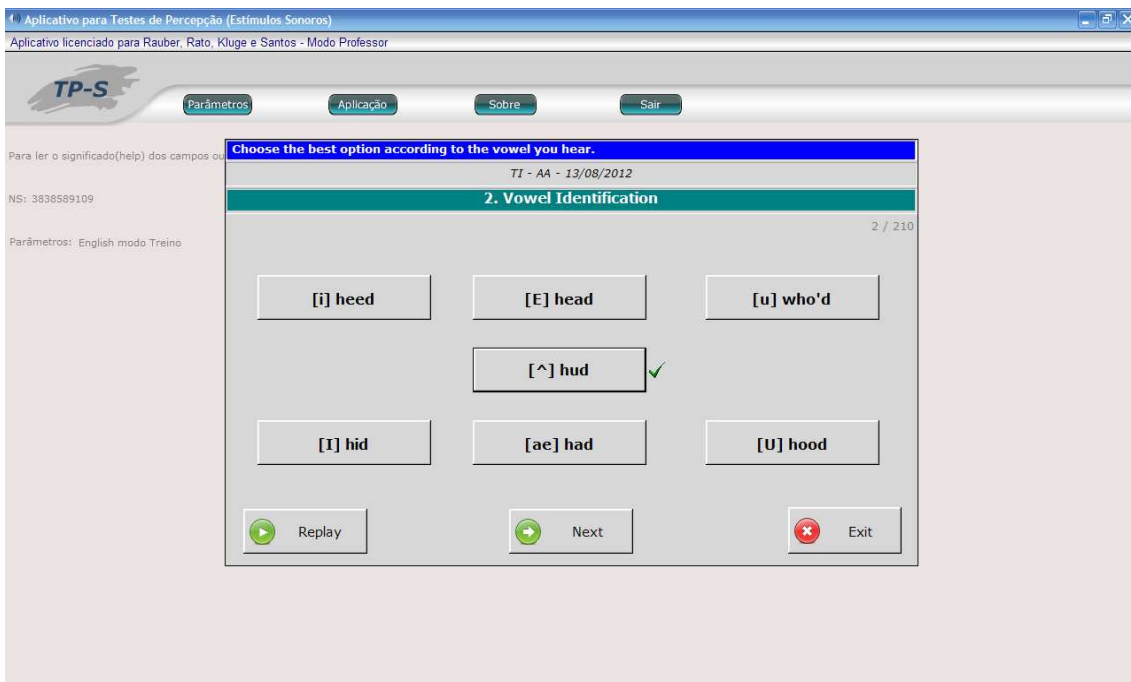 Aplicativo para Testes de Percepção (Estímulos Sonoros)
Aplicativo licenciado para Rauber, Rato, Kluge e Santos - Modo Professor
TP-S
Parâmetros Aplicação Sobre Sair
Para ler o significado(help) dos campos ou
Choose the best option according to the vowel you hear.
TI - AA - 13/08/2012
NS: 3838589109
2. Vowel Identification
2 / 210
Parâmetros: English modo Treino
[i] heed [E] head [u] who'd
[^] hud
[I] hid [ae] had [U] hood
Replay Next Exit